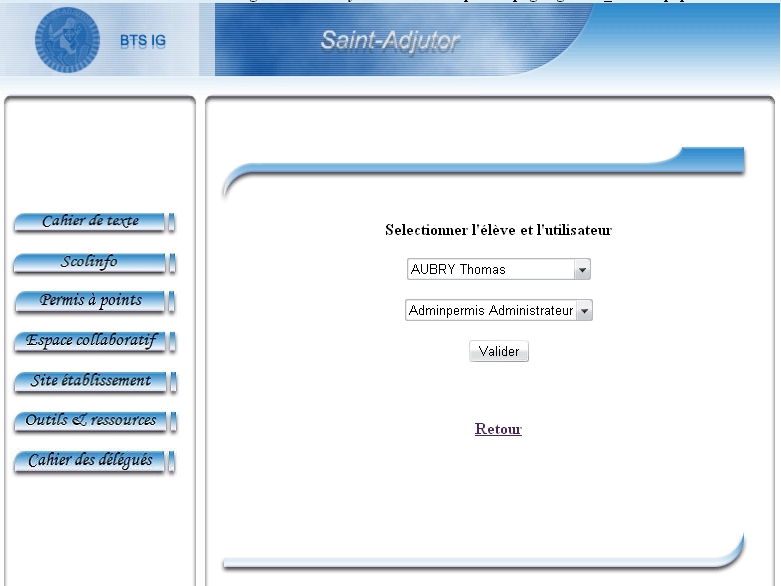 BTS IG
Saint-Adjutor
Cahier de texte
Scolinfo
Permis à points
Espace collaboratif
Site établissement
Outils & ressources
Cahier des délégués
Selectionner l'élève et l'utilisateur
AUBRY Thomas
Adminpermis Administrateur
Valider
Retour